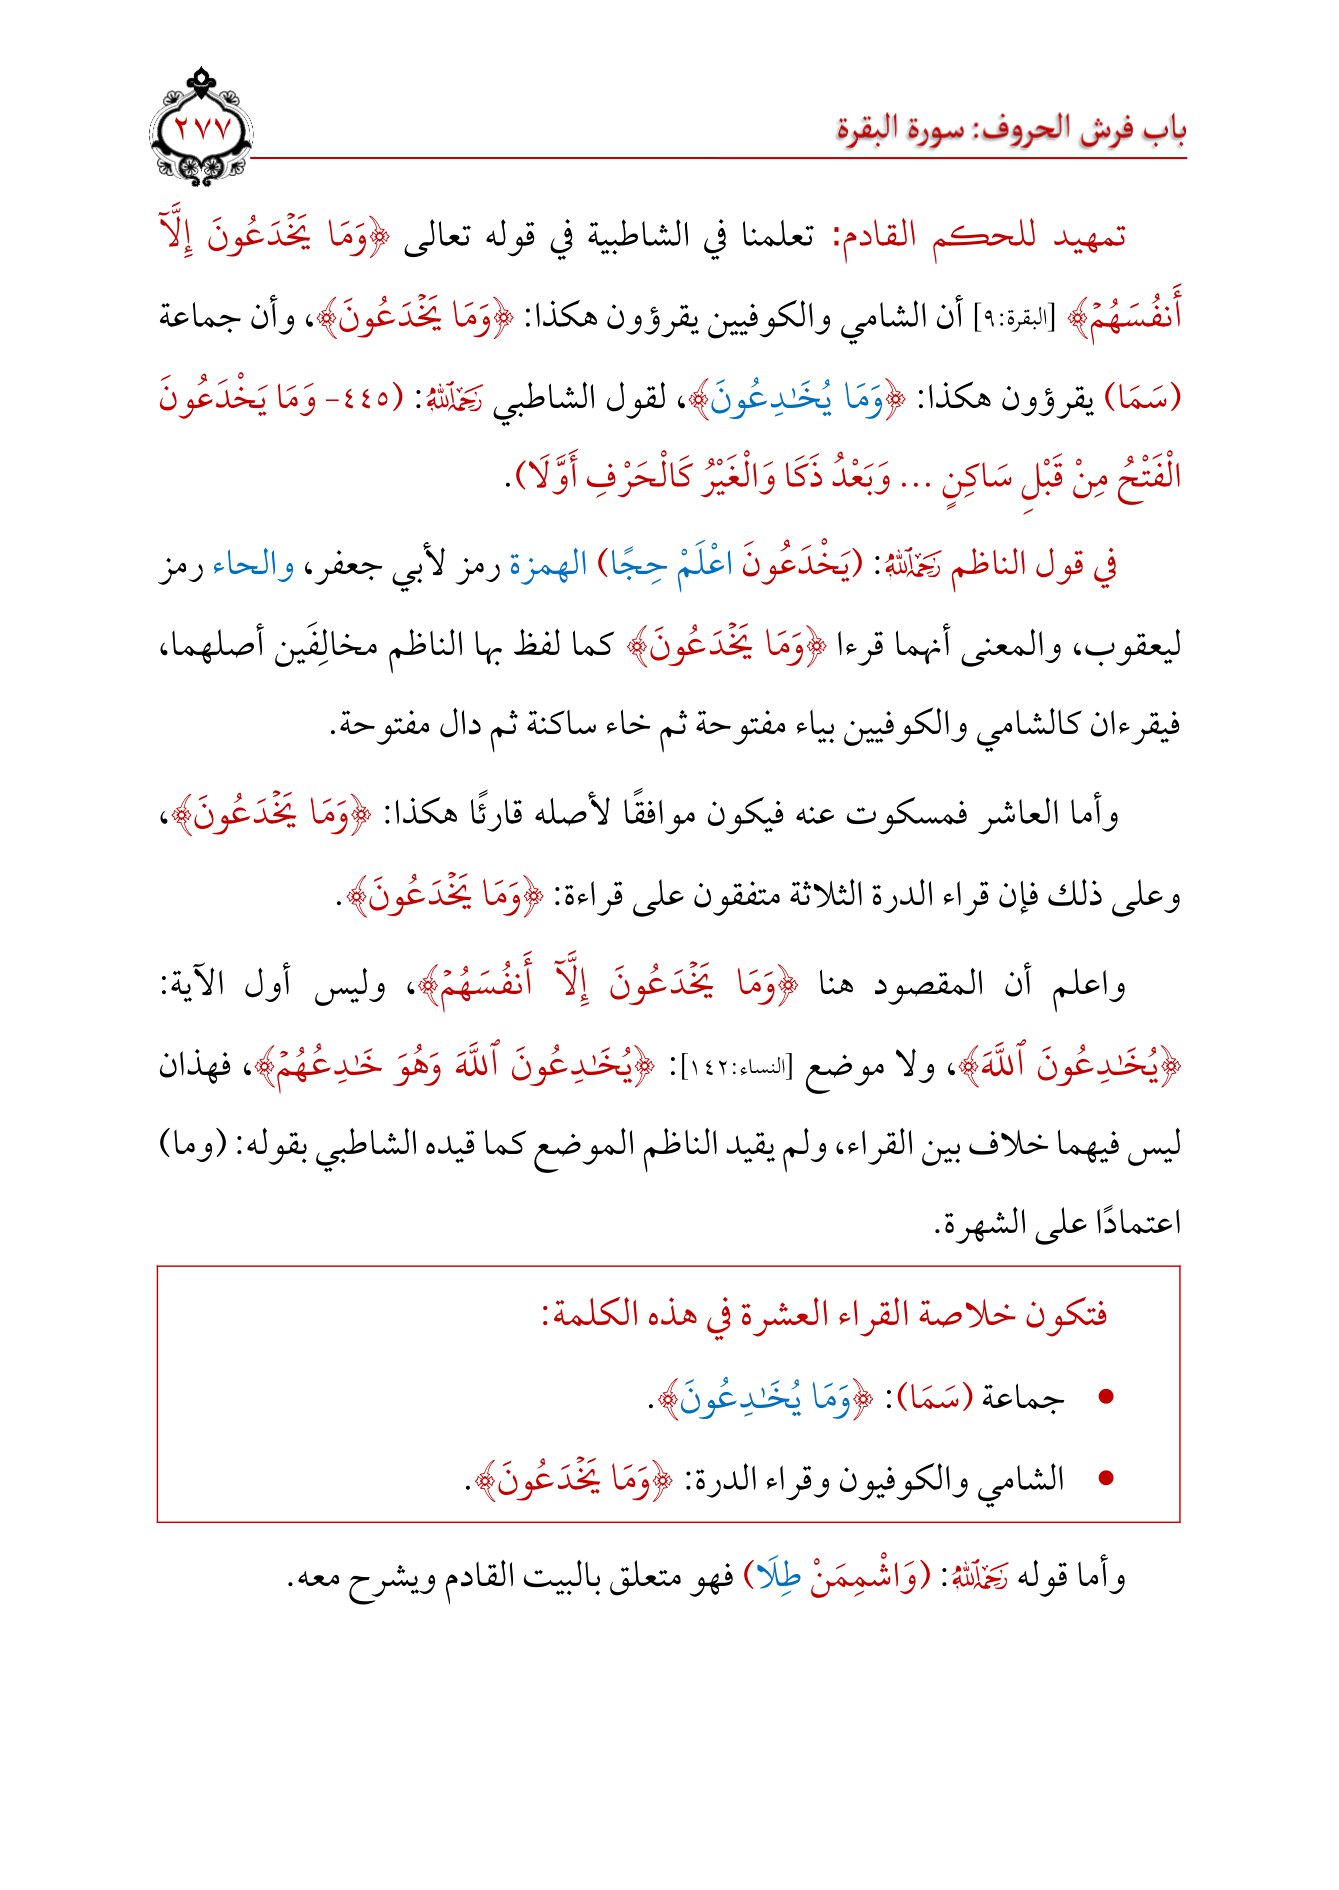 باب فرش الحروف: سورة البقرة
٢٧٧
تمهيد للحكم القادم: تعلمنا في الشاطبية في قوله تعالى ﴿وَمَا يَخْدَعُونَ إِلَّآ
أَنفُسَهُمْ﴾ [البقرة:٩] أن الشامي والكوفيين يقرؤون هكذا: ﴿وَمَا يَخْدَعُونَ﴾، وأن جماعة
(سَمَا) يقرؤون هكذا: ﴿وَمَا يُخَـٰدِعُونَ﴾، لقول الشاطبي رَحِمَهُ ٱللَّهُ: (٤٤٥- وَمَا يَخْدَعُونَ
الْفَتْحُ مِنْ قَبْلِ سَاكِنٍ ... وَبَعْدُ ذَكَا وَالْغَيْرُ كَالْحَرْفِ أَوَّلَا).
في قول الناظم رَحِمَهُ ٱللَّهُ: (يَخْدَعُونَ اعْلَمْ حِجًا) الهمزة رمز لأبي جعفر، والحاء رمز
ليعقوب، والمعنى أنهما قرءا ﴿وَمَا يَخْدَعُونَ﴾ كما لفظ بها الناظم مخالِفَين أصلهما،
فيقرءان كالشامي والكوفيين بياء مفتوحة ثم خاء ساكنة ثم دال مفتوحة.
وأما العاشر فمسكوت عنه فيكون موافقًا لأصله قارئًا هكذا: ﴿وَمَا يَخْدَعُونَ﴾،
وعلى ذلك فإن قراء الدرة الثلاثة متفقون على قراءة: ﴿وَمَا يَخْدَعُونَ﴾.
واعلم أن المقصود هنا ﴿وَمَا يَخْدَعُونَ إِلَّآ أَنفُسَهُمْ﴾، وليس أول الآية:
﴿يُخَـٰدِعُونَ ٱللَّهَ﴾، ولا موضع [النساء:١٤٢]: ﴿يُخَـٰدِعُونَ ٱللَّهَ وَهُوَ خَـٰدِعُهُمْ﴾، فهذان
ليس فيهما خلاف بين القراء، ولم يقيد الناظم الموضع كما قيده الشاطبي بقوله: (وما)
اعتمادًا على الشهرة.
فتكون خلاصة القراء العشرة في هذه الكلمة:
• جماعة (سَمَا): ﴿وَمَا يُخَـٰدِعُونَ﴾.
• الشامي والكوفيون وقراء الدرة: ﴿وَمَا يَخْدَعُونَ﴾.
وأما قوله رَحِمَهُ ٱللَّهُ: (وَاشْمِمَنْ طِلَا) فهو متعلق بالبيت القادم ويشرح معه.